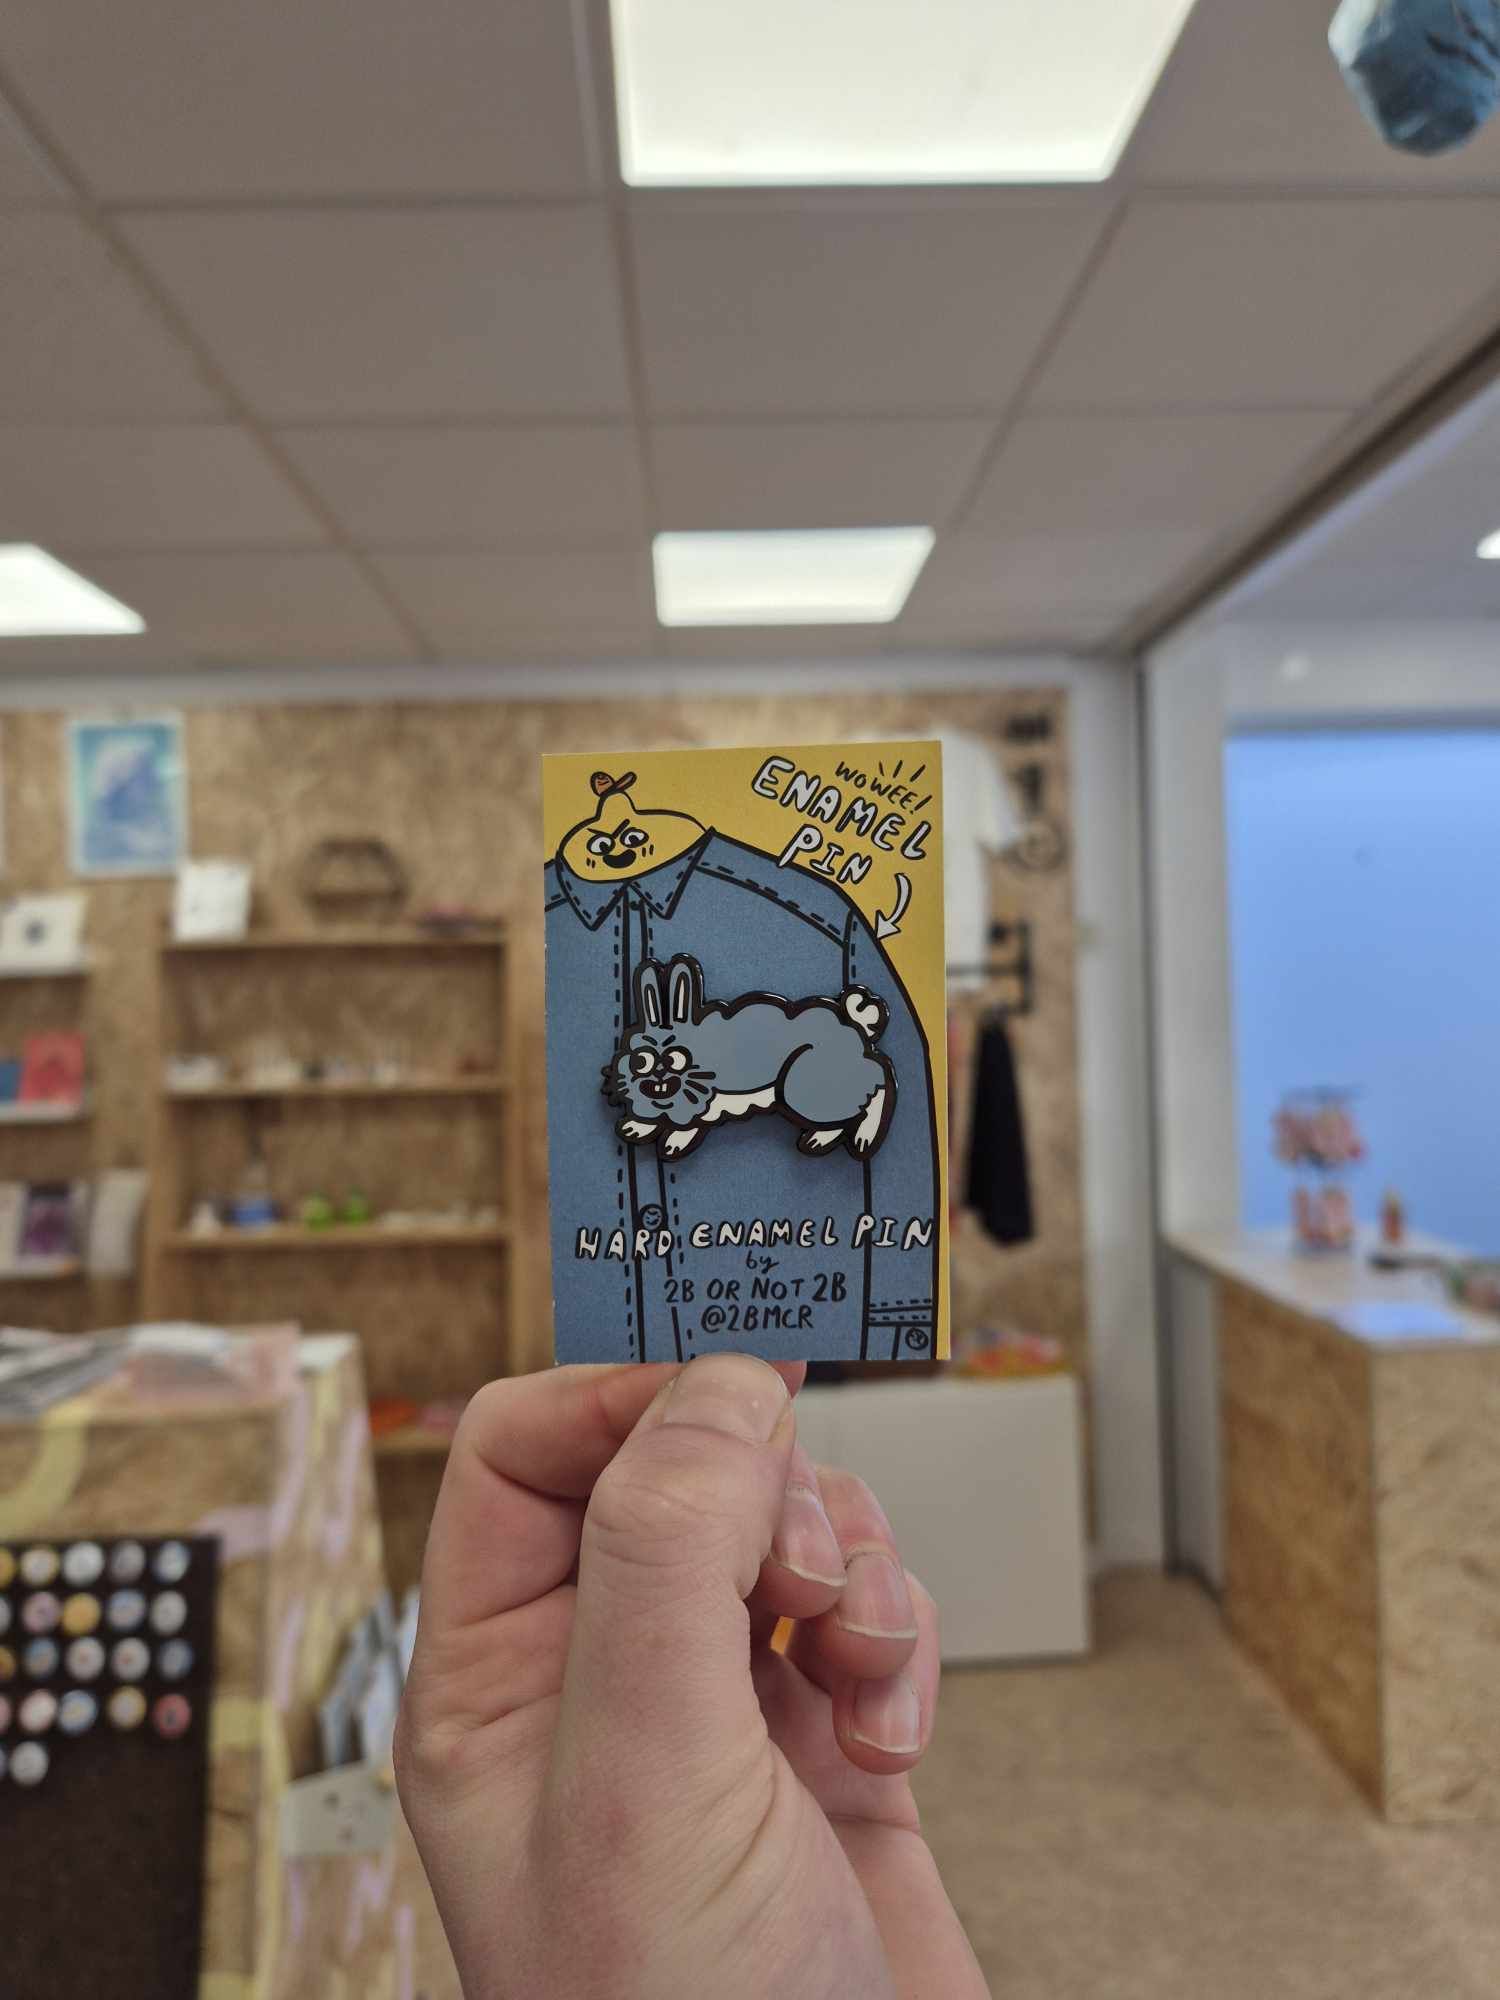 WOWEE!
ENAMEL
PIN
HARD ENAMEL PIN
by
2B OR NOT 2B
@2BMCR